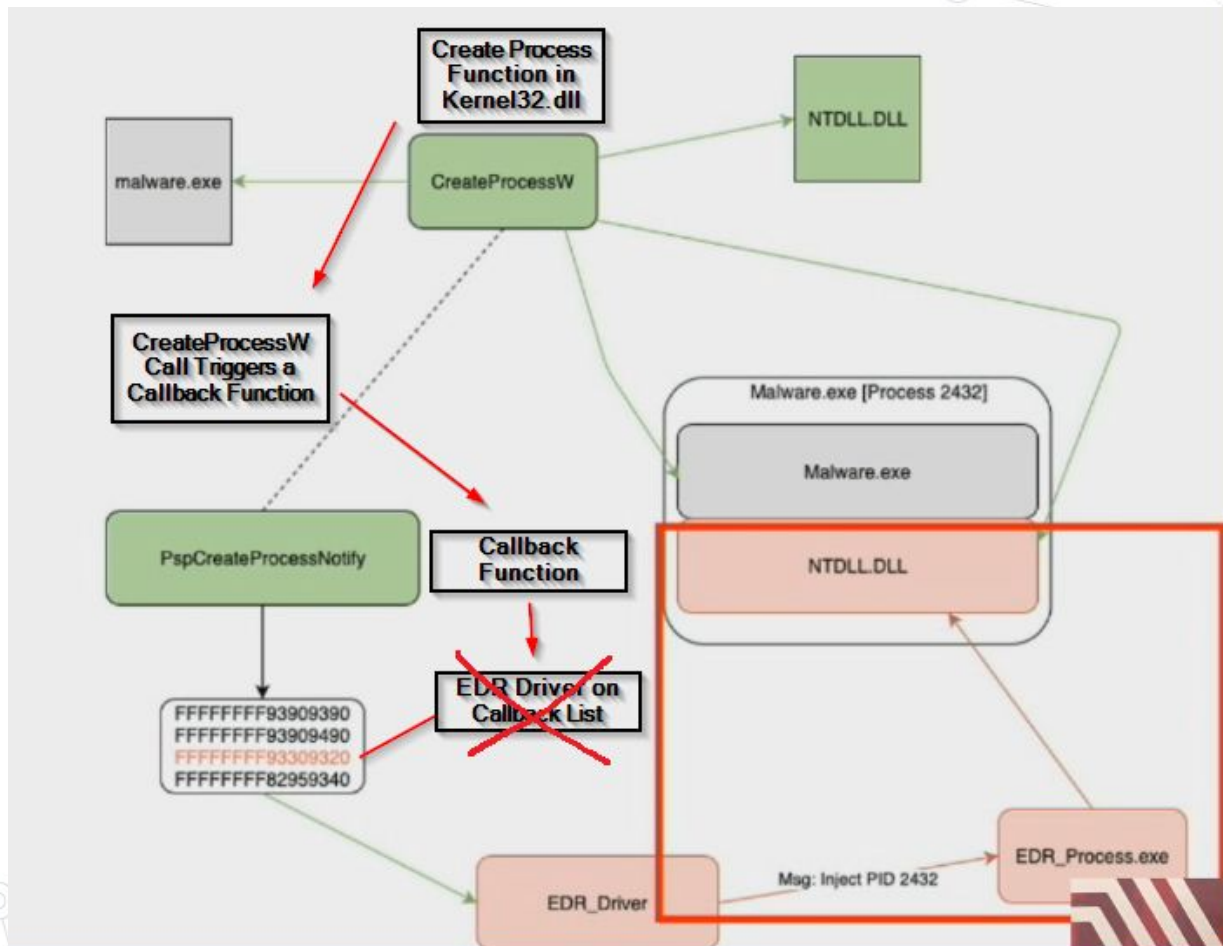 Create Process
Function in
Kernel32.dll
NTDLL.DLL
malware.exe
CreateProcessW
CreateProcessW
Call Triggers a
Callback Function
Malware.exe [Process 2432]
Malware.exe
PspCreateProcessNotify
Callback
Function
NTDLL.DLL
EDR Driver on
Callback List
FFFFFFFF93909390
FFFFFFFF93909490
FFFFFFFF93309320
FFFFFFFF82959340
EDR_Process.exe
Msg: Inject PID 2432
EDR_Driver